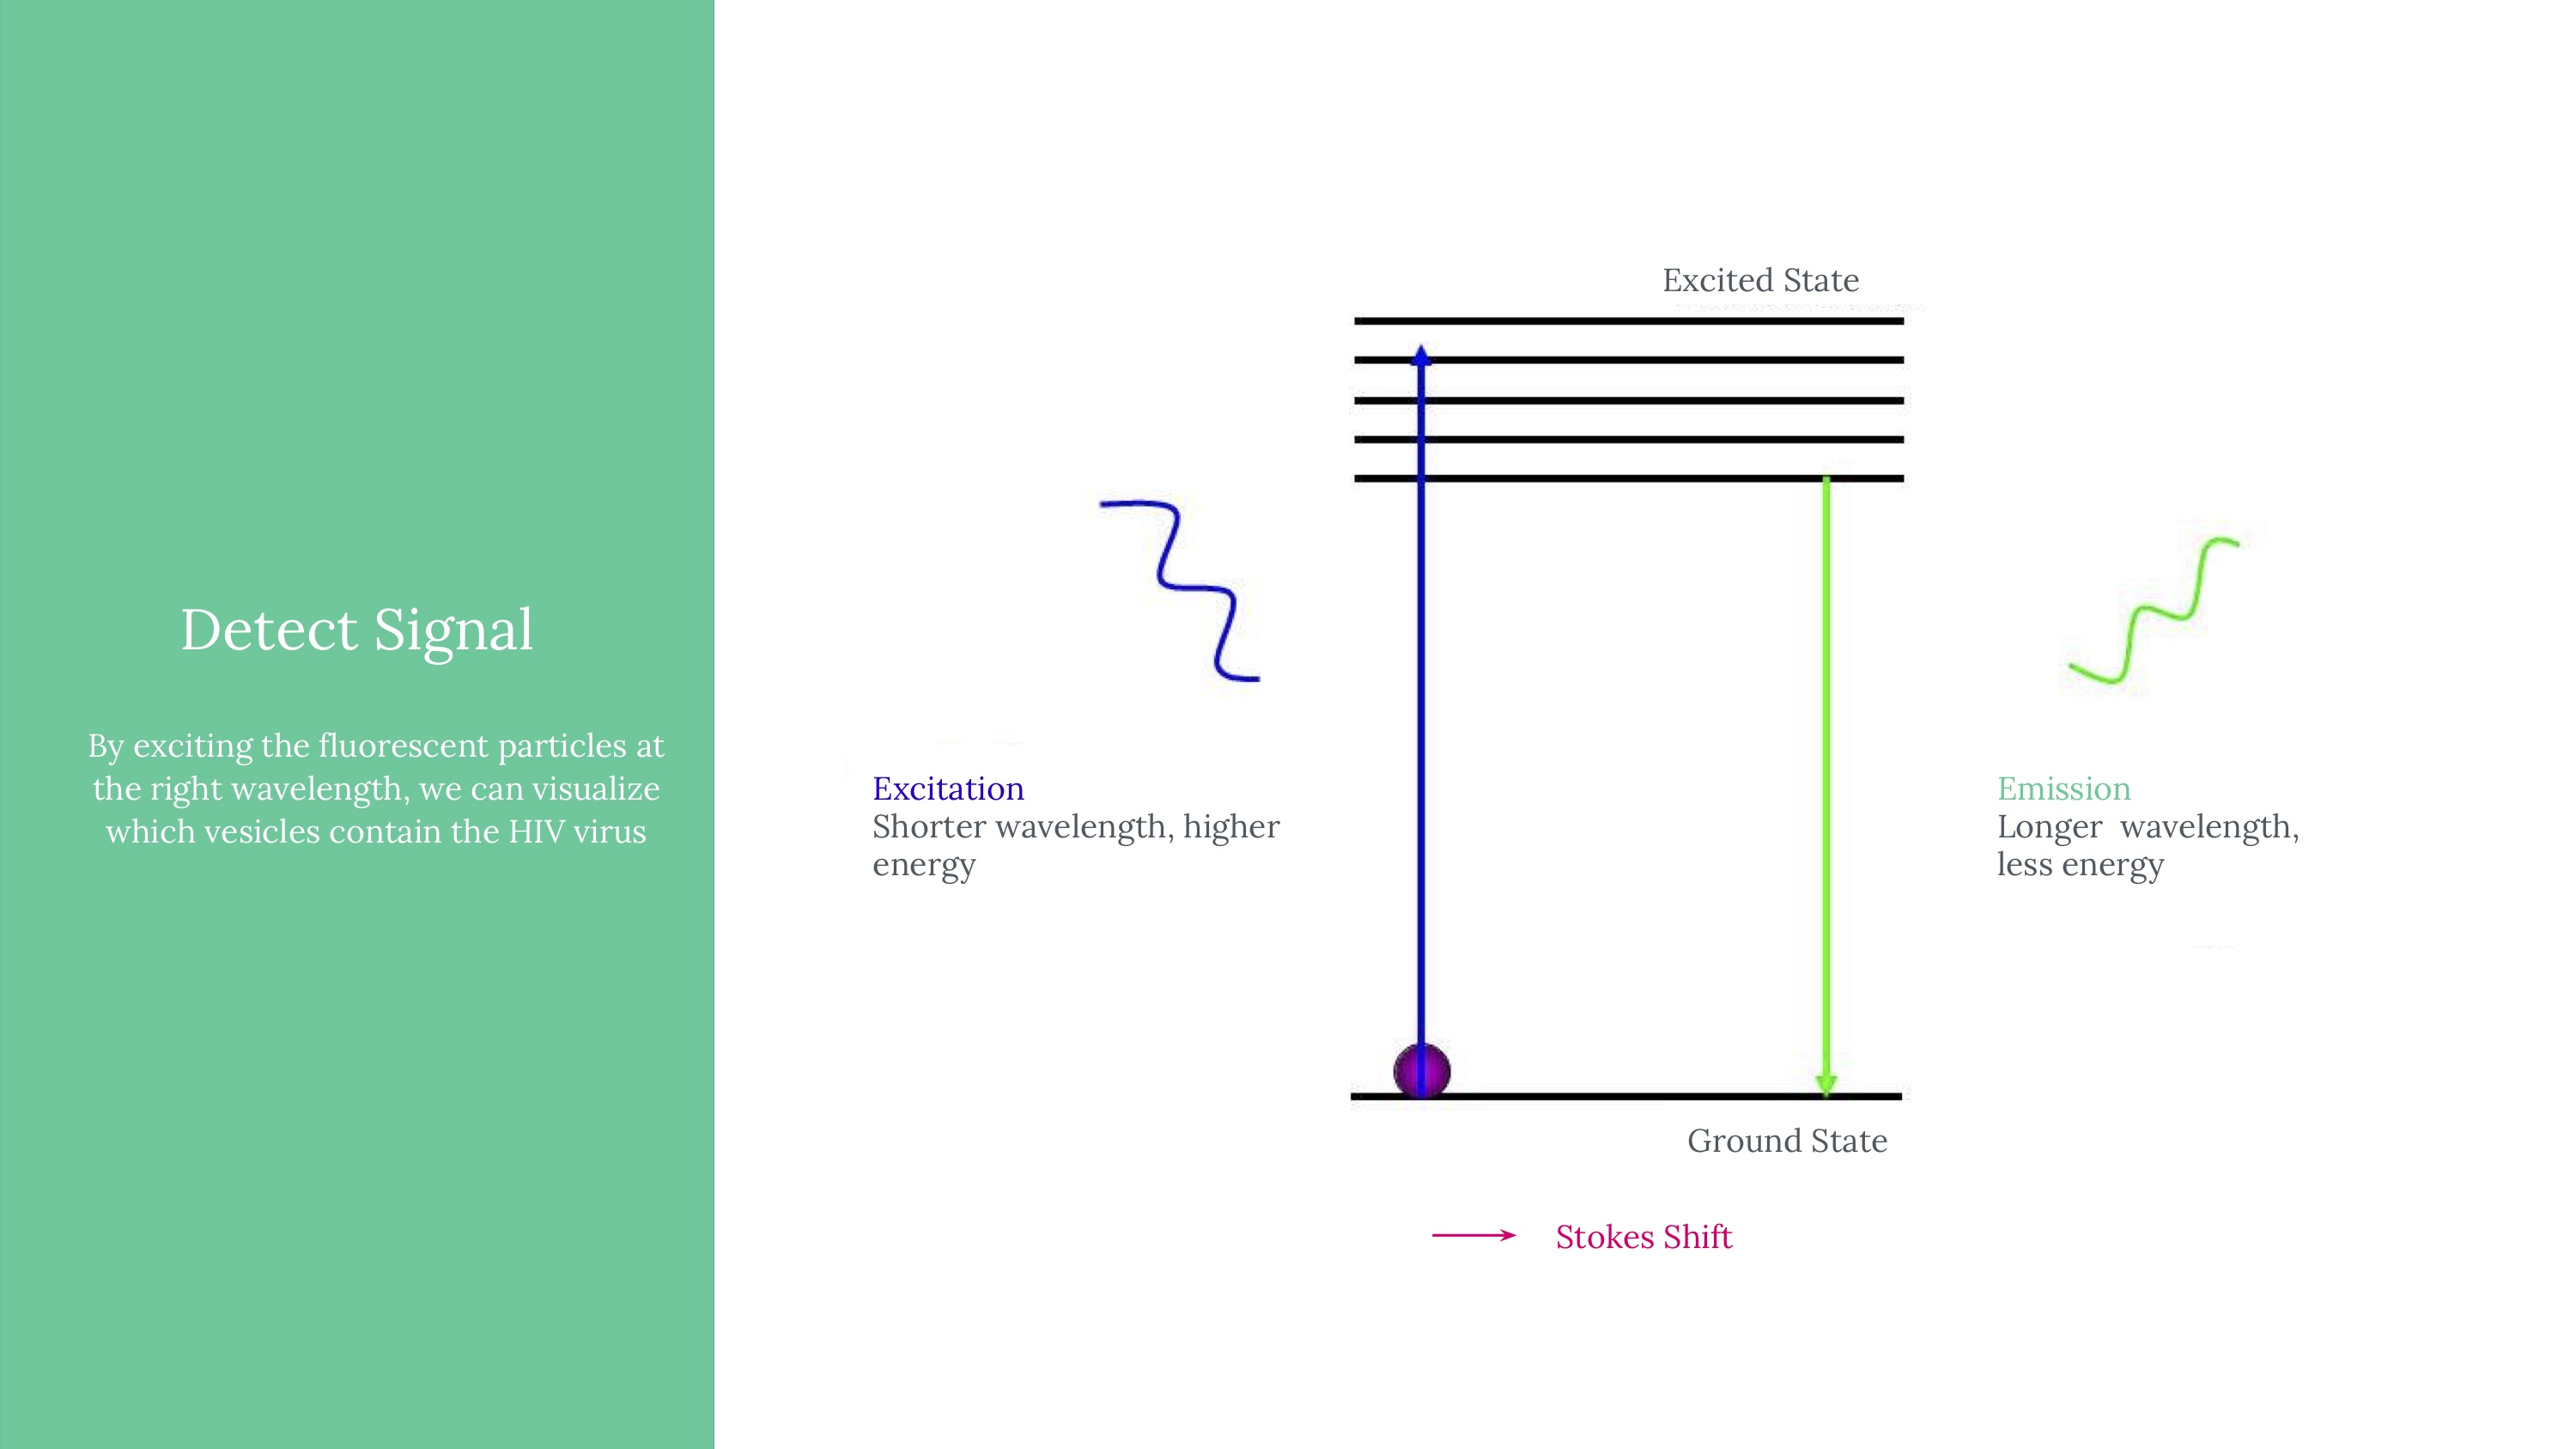 Detect Signal
By exciting the fluorescent particles at
the right wavelength, we can visualize
which vesicles contain the HIV virus
Excited State
Excitation
Shorter wavelength, higher
energy
Emission
Longer  wavelength,
less energy
Ground State
Stokes Shift